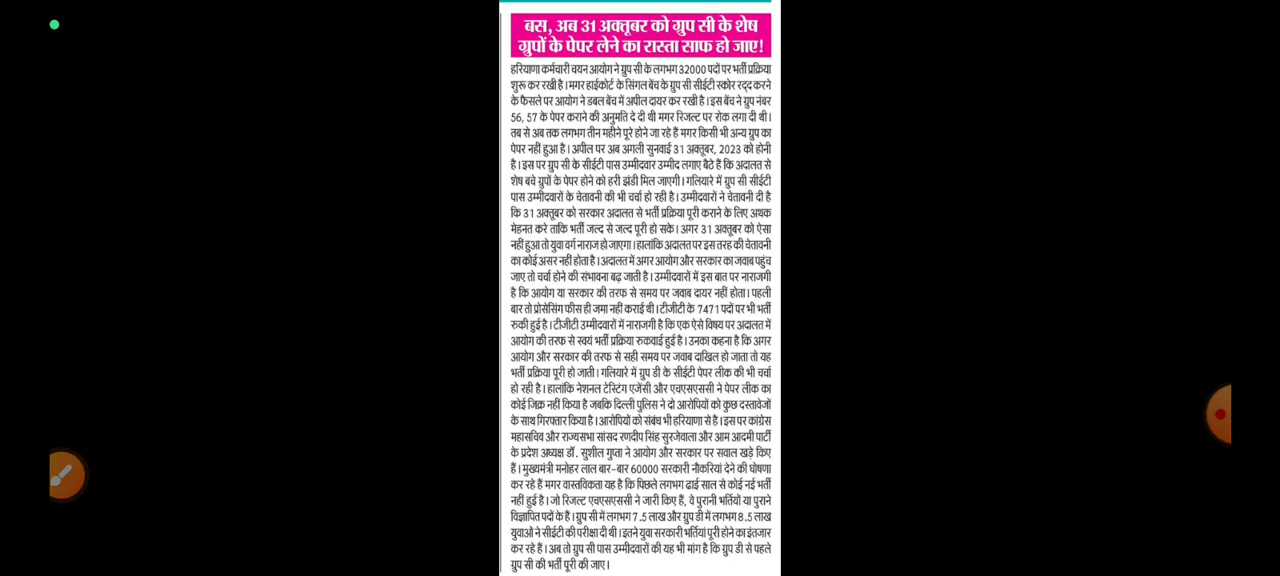 बस, अब 31 अक्तूबर को ग्रुप सी के शेष
ग्रुपों के पेपर लेने का रास्ता साफ हो जाए!
हरियाणा कर्मचारी चयन आयोग ने ग्रुप सी के लगभग 32000 पदों पर भर्ती प्रक्रिया
शुरू कर रखी है। मगर हाईकोर्ट के सिंगल बेंच के ग्रुप सी सीईटी स्कोर रद्द करने
के फैसले पर आयोग ने डबल बेंच में अपील दायर कर रखी है। इस बेंच ने ग्रुप नंबर
56, 57 के पेपर कराने की अनुमति दे दी थी मगर रिजल्ट पर रोक लगा दी थी।
तब से अब तक लगभग तीन महीने पूरे होने जा रहे हैं मगर किसी भी अन्य ग्रुप का
पेपर नहीं हुआ है। अपील पर अब अगली सुनवाई 31 अक्तूबर, 2023 को होनी
है। इस पर ग्रुप सी के सीईटी पास उम्मीदवार उम्मीद लगाए बैठे हैं कि अदालत से
शेष बचे ग्रुपों के पेपर होने को हरी झंडी मिल जाएगी। गलियारे में ग्रुप सी सीईटी
पास उम्मीदवारों के चेतावनी की भी चर्चा हो रही है। उम्मीदवारों ने चेतावनी दी है
कि 31 अक्तूबर को सरकार अदालत से भर्ती प्रक्रिया पूरी कराने के लिए अथक
मेहनत करे ताकि भर्ती जल्द से जल्द पूरी हो सके। अगर 31 अक्तूबर को ऐसा
नहीं हुआ तो युवा वर्ग नाराज हो जाएगा। हालांकि अदालत पर इस तरह की चेतावनी
का कोई असर नहीं होता है। अदालत में अगर आयोग और सरकार का जवाब पहुंच
जाए तो चर्चा होने की संभावना बढ़ जाती है। उम्मीदवारों में इस बात पर नाराजगी
है कि आयोग या सरकार की तरफ से समय पर जवाब दायर नहीं होता। पहली
बार तो प्रोसेसिंग फीस ही जमा नहीं कराई थी। टीजीटी के 7471 पदों पर भी भर्ती
रुकी हुई है। टीजीटी उम्मीदवारों में नाराजगी है कि एक ऐसे विषय पर अदालत में
आयोग की तरफ से स्वयं भर्ती प्रक्रिया रुकवाई हुई है। उनका कहना है कि अगर
आयोग और सरकार की तरफ से सही समय पर जवाब दाखिल हो जाता तो यह
भर्ती प्रक्रिया पूरी हो जाती। गलियारे में ग्रुप डी के सीईटी पेपर लीक की भी चर्चा
हो रही है। हालांकि नेशनल टेस्टिंग एजेंसी और एचएसएससी ने पेपर लीक का
कोई जिक्र नहीं किया है जबकि दिल्ली पुलिस ने दो आरोपियों को कुछ दस्तावेजों
के साथ गिरफ्तार किया है। आरोपियों को संबंध भी हरियाणा से है। इस पर कांग्रेस
महासचिव और राज्यसभा सांसद रणदीप सिंह सुरजेवाला और आम आदमी पार्टी
के प्रदेश अध्यक्ष डॉ. सुशील गुप्ता ने आयोग और सरकार पर सवाल खड़े किए
हैं। मुख्यमंत्री मनोहर लाल बार-बार 60000 सरकारी नौकरियां देने की घोषणा
कर रहे हैं मगर वास्तविकता यह है कि पिछले लगभग ढाई साल से कोई नई भर्ती
नहीं हुई है। जो रिजल्ट एचएसएससी ने जारी किए हैं, वे पुरानी भर्तियों या पुराने
विज्ञापित पदों के हैं। ग्रुप सी में लगभग 7.5 लाख और ग्रुप डी में लगभग 8.5 लाख
युवाओं ने सीईटी की परीक्षा दी थी। इतने युवा सरकारी भर्तियां पूरी होने का इंतजार
कर रहे हैं। अब तो ग्रुप सी पास उम्मीदवारों की यह भी मांग है कि ग्रुप डी से पहले
ग्रुप सी की भर्ती पूरी की जाए।